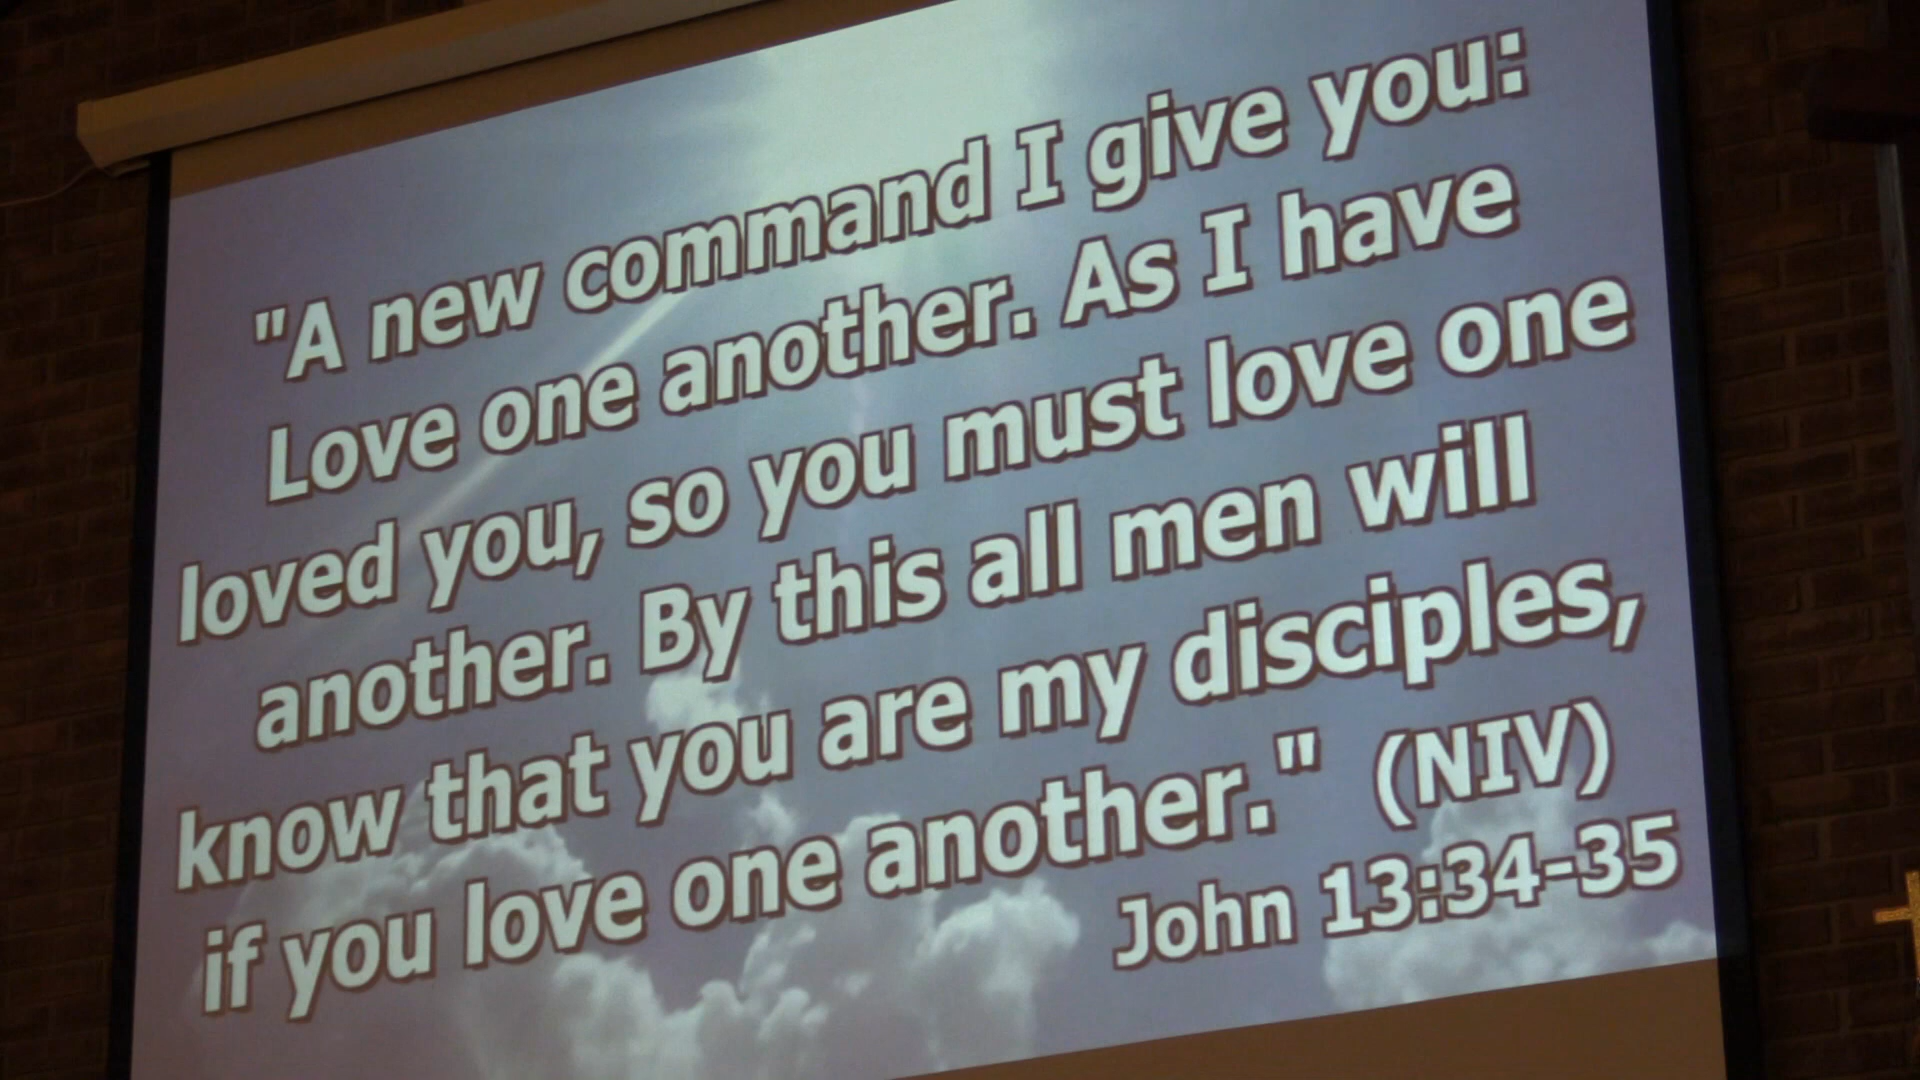 "A new command I give you:
Love one another. As I have
loved you, so you must love one
another. By this all men will
know that you are my disciples,
if you love one another." (NIV)
John 13:34-35